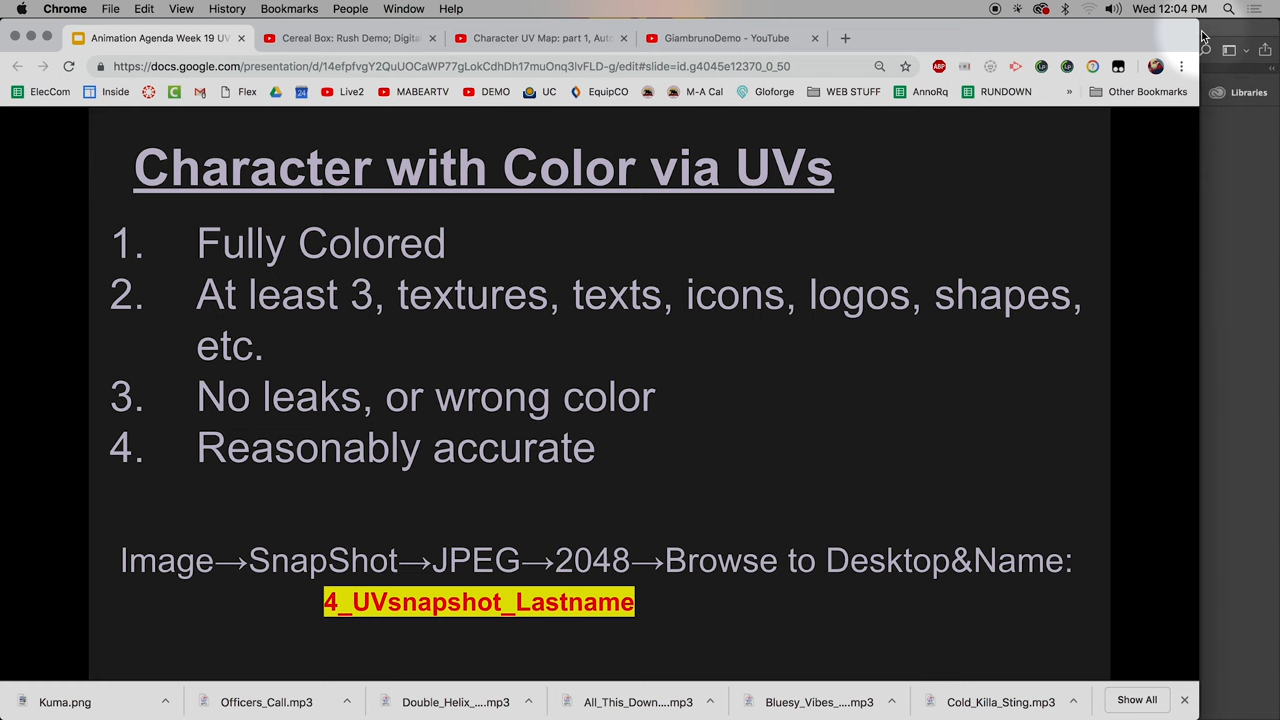 Chrome File Edit View History Bookmarks People Window Help Wed 12:04 PM
Animation Agenda Week 19 UV Cereal Box: Rush Demo; Digital Character UV Map: part 1, Auto GiambrunoDemo - YouTube
https://docs.google.com/presentation/d/14efpfvgY2QuUOCaWP77gLokCdhDh17muOnq3lvFLD-g/edit#slide=id.g4045e12370_0_50
ElecCom Inside Flex Live2 MABEARTV DEMO UC EquipCO M-A Cal Gloforge WEB.STUFF AnnoRq RUNDOWN » Other Bookmarks
Libraries
Character with Color via UVs
1. Fully Colored
2. At least 3, textures, texts, icons, logos, shapes,
etc.
3. No leaks, or wrong color
4. Reasonably accurate
Image→SnapShot→JPEG→2048→Browse to Desktop&Name:
4_UVsnapshot_Lastname
Kuma.png Officers_Call.mp3 Double_Helix_....mp3 All_This_Down....mp3 Bluesy_Vibes_....mp3 Cold_Killa_Sting.mp3 Show All